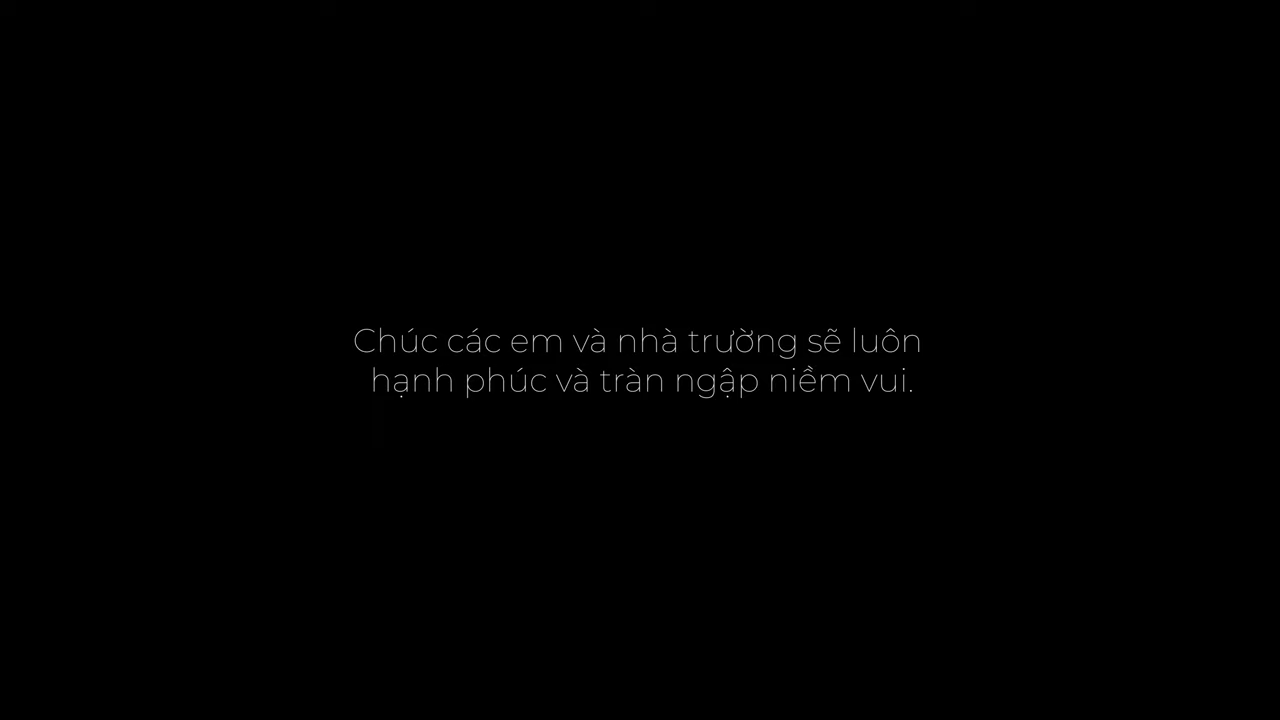 Chúc các em và nhà trường sẽ luôn
hạnh phúc và tràn ngập niềm vui.